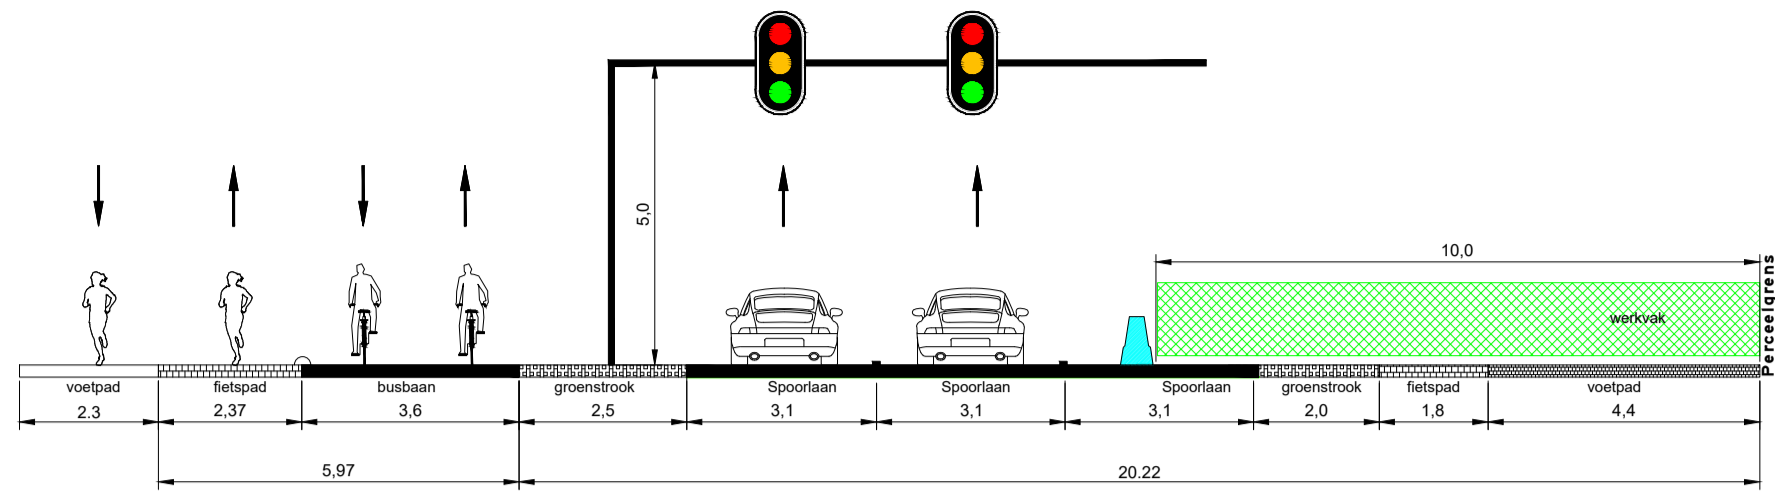 5,0
10,0
werkvak
Perceelgrens
voetpad fietspad busbaan groenstrook Spoorlaan Spoorlaan Spoorlaan groenstrook fietspad voetpad
2.3 2,37 3,6 2,5 3,1 3,1 3,1 2,0 1,8 4,4
5,97 20.22